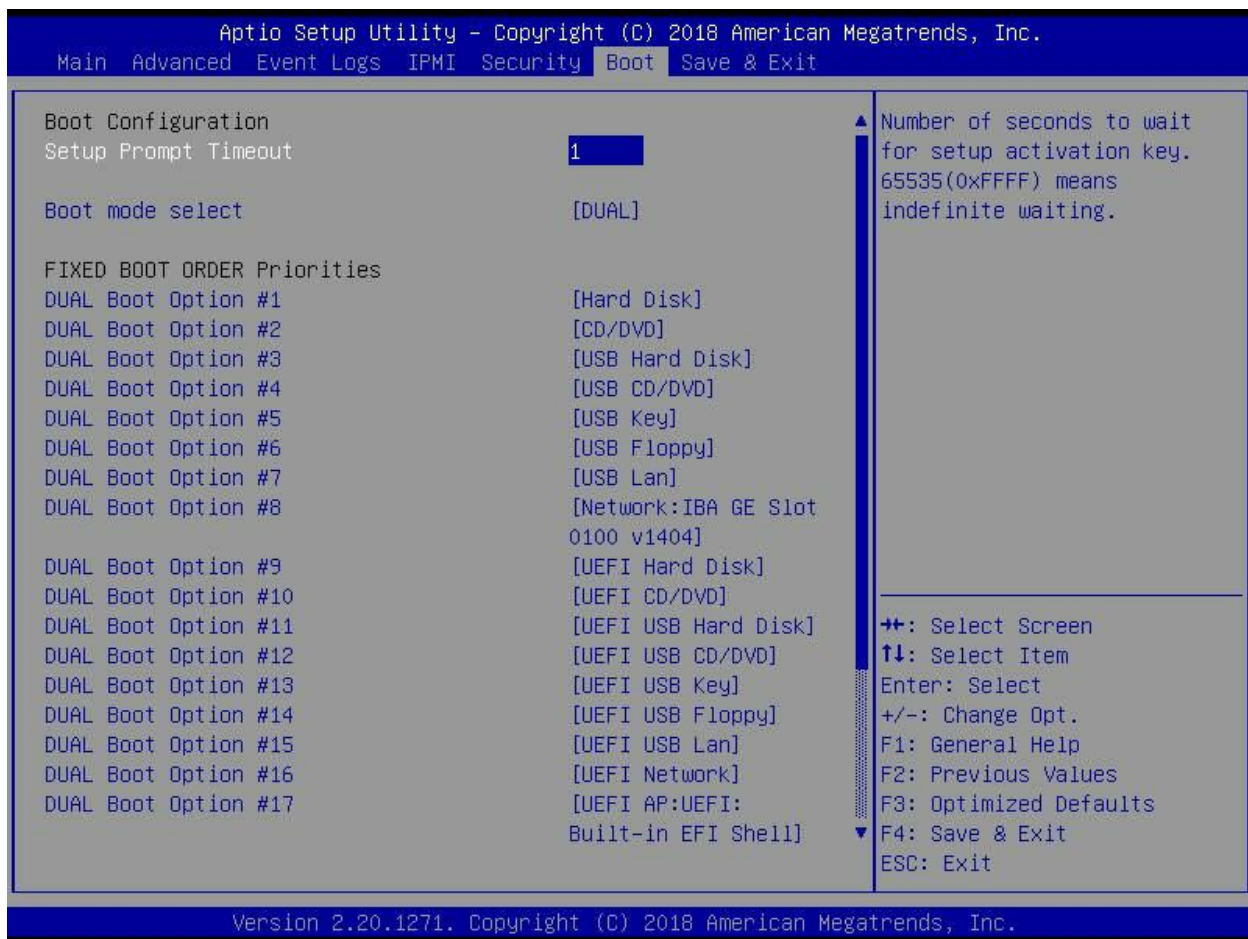 Aptio Setup Utility – Copyright (C) 2018 American Megatrends, Inc.
Main Advanced Event Logs IPMI Security Boot Save & Exit
Boot Configuration
Setup Prompt Timeout 1
Boot mode select [DUAL]
FIXED BOOT ORDER Priorities
DUAL Boot Option #1 [Hard Disk]
DUAL Boot Option #2 [CD/DVD]
DUAL Boot Option #3 [USB Hard Disk]
DUAL Boot Option #4 [USB CD/DVD]
DUAL Boot Option #5 [USB Key]
DUAL Boot Option #6 [USB Floppy]
DUAL Boot Option #7 [USB Lan]
DUAL Boot Option #8 [Network:IBA GE Slot
0100 v1404]
DUAL Boot Option #9 [UEFI Hard Disk]
DUAL Boot Option #10 [UEFI CD/DVD]
DUAL Boot Option #11 [UEFI USB Hard Disk]
DUAL Boot Option #12 [UEFI USB CD/DVD]
DUAL Boot Option #13 [UEFI USB Key]
DUAL Boot Option #14 [UEFI USB Floppy]
DUAL Boot Option #15 [UEFI USB Lan]
DUAL Boot Option #16 [UEFI Network]
DUAL Boot Option #17 [UEFI AP:UEFI:
Built-in EFI Shell]
Number of seconds to wait
for setup activation key.
65535(0xFFFF) means
indefinite waiting.
→←: Select Screen
↑↓: Select Item
Enter: Select
+/-: Change Opt.
F1: General Help
F2: Previous Values
F3: Optimized Defaults
F4: Save & Exit
ESC: Exit
Version 2.20.1271. Copyright (C) 2018 American Megatrends, Inc.